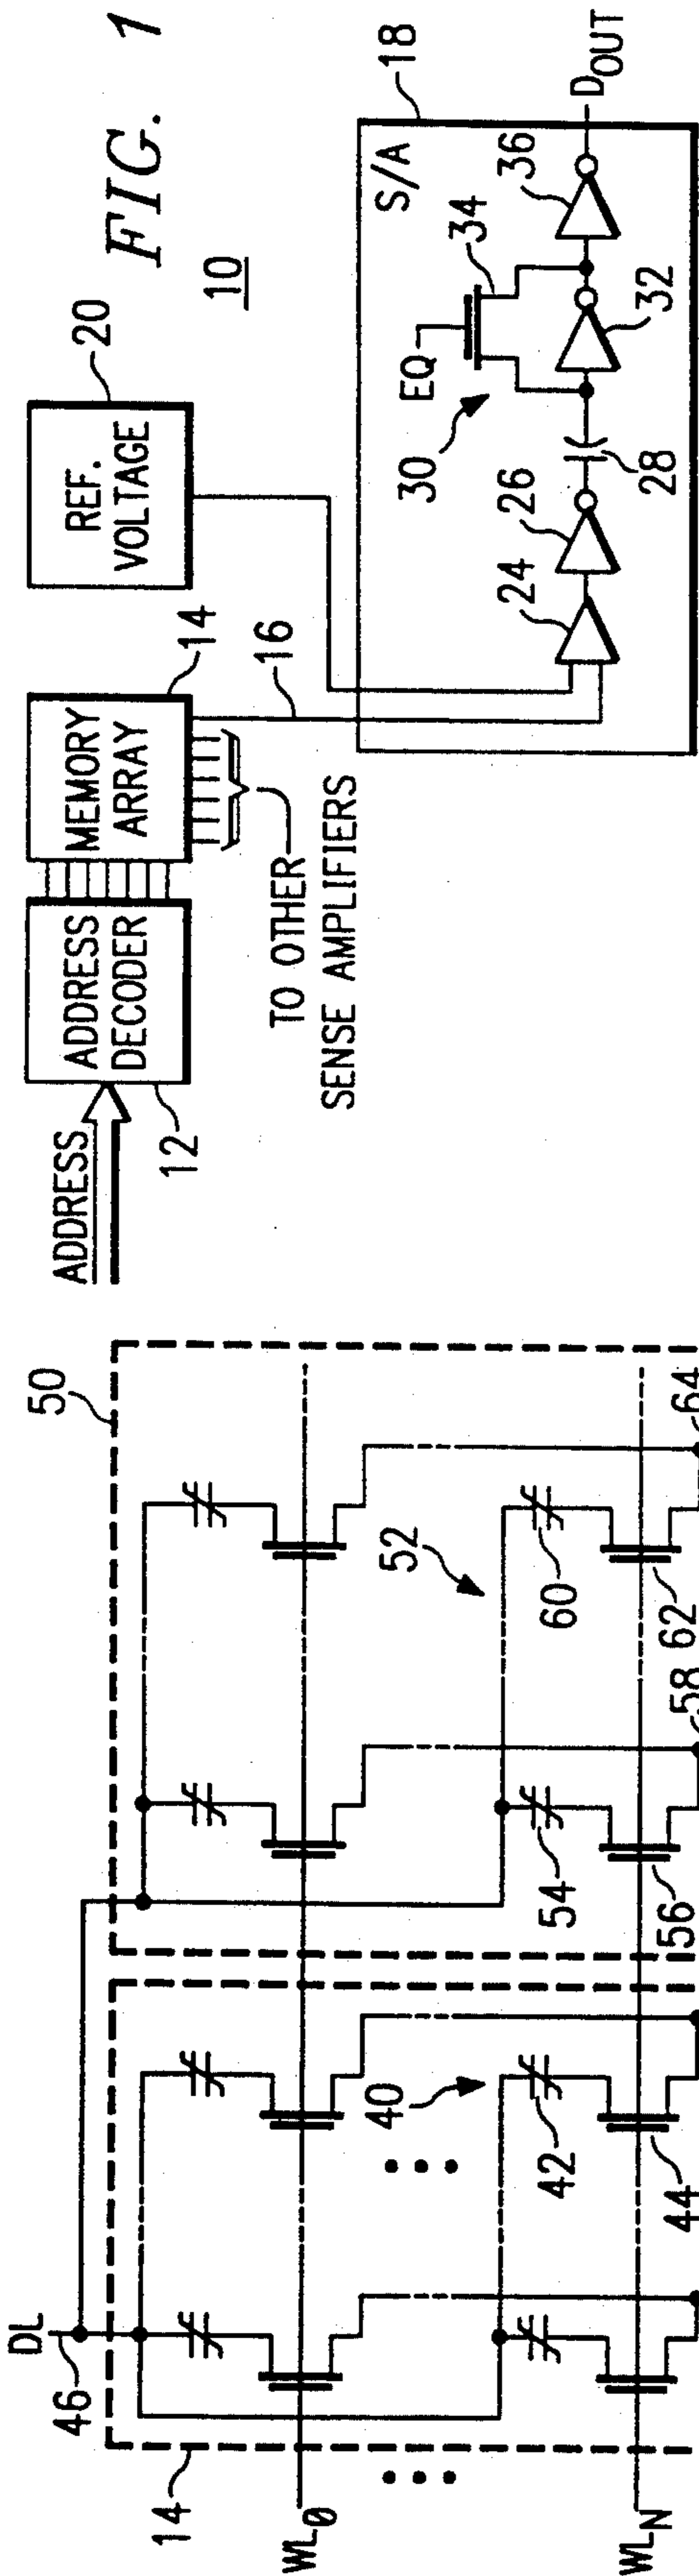 FIG. 1
10
ADDRESS
ADDRESS
DECODER
12
MEMORY
ARRAY
14
REF.
VOLTAGE
20
16
TO OTHER
SENSE AMPLIFIERS
S/A
18
24
26
28
30
EQ
34
32
36
DOUT
DL
46
14
50
WL0
40
42
44
52
54
56
58
60
62
64
WLN